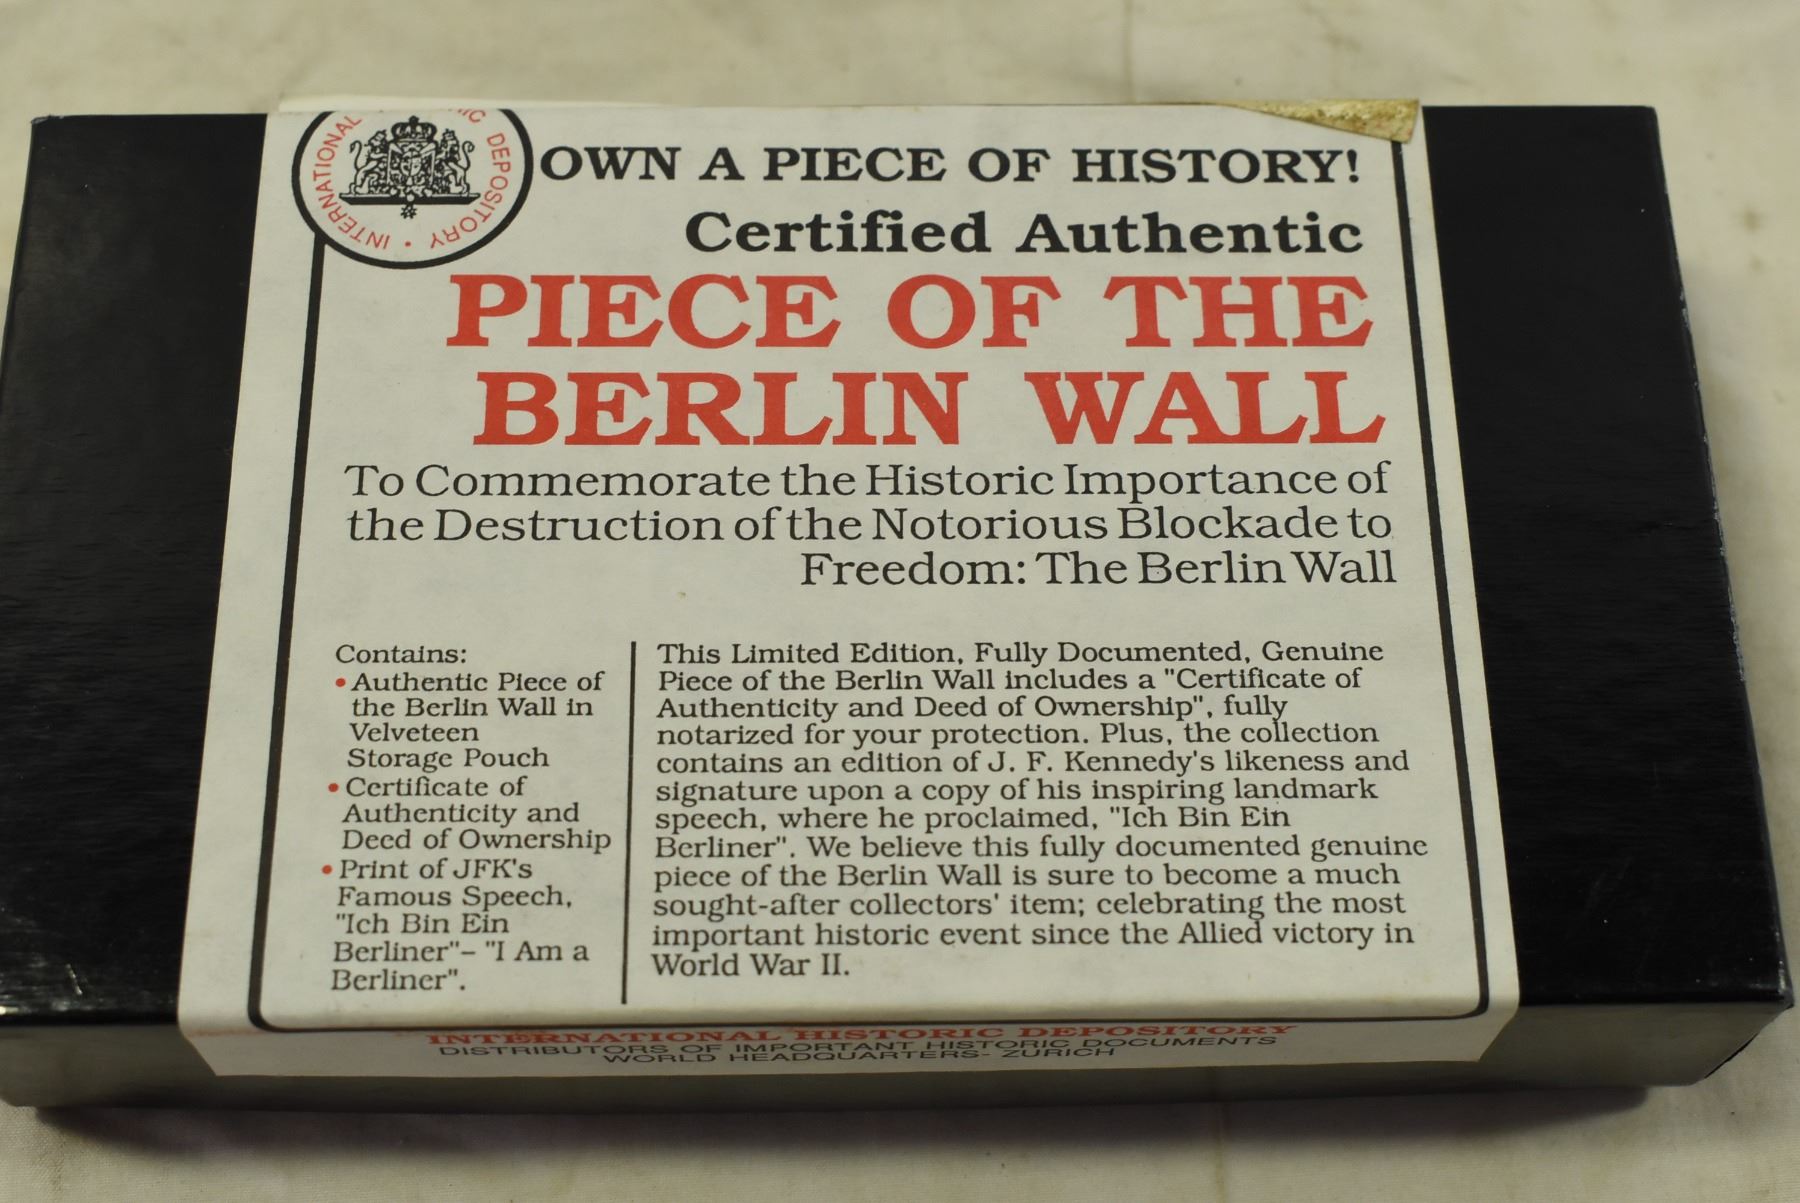 INTERNATIONAL HISTORIC DEPOSITORY •
OWN A PIECE OF HISTORY!
Certified Authentic
PIECE OF THE
BERLIN WALL
To Commemorate the Historic Importance of
the Destruction of the Notorious Blockade to
Freedom: The Berlin Wall
Contains:
• Authentic Piece of
the Berlin Wall in
Velveteen
Storage Pouch
• Certificate of
Authenticity and
Deed of Ownership
• Print of JFK's
Famous Speech,
"Ich Bin Ein
Berliner"– "I Am a
Berliner".
This Limited Edition, Fully Documented, Genuine
Piece of the Berlin Wall includes a "Certificate of
Authenticity and Deed of Ownership", fully
notarized for your protection. Plus, the collection
contains an edition of J. F. Kennedy's likeness and
signature upon a copy of his inspiring landmark
speech, where he proclaimed, "Ich Bin Ein
Berliner". We believe this fully documented genuine
piece of the Berlin Wall is sure to become a much
sought-after collectors' item; celebrating the most
important historic event since the Allied victory in
World War II.
INTERNATIONAL HISTORIC DEPOSITORY
DISTRIBUTORS OF IMPORTANT HISTORIC DOCUMENTS
WORLD HEADQUARTERS- ZURICH